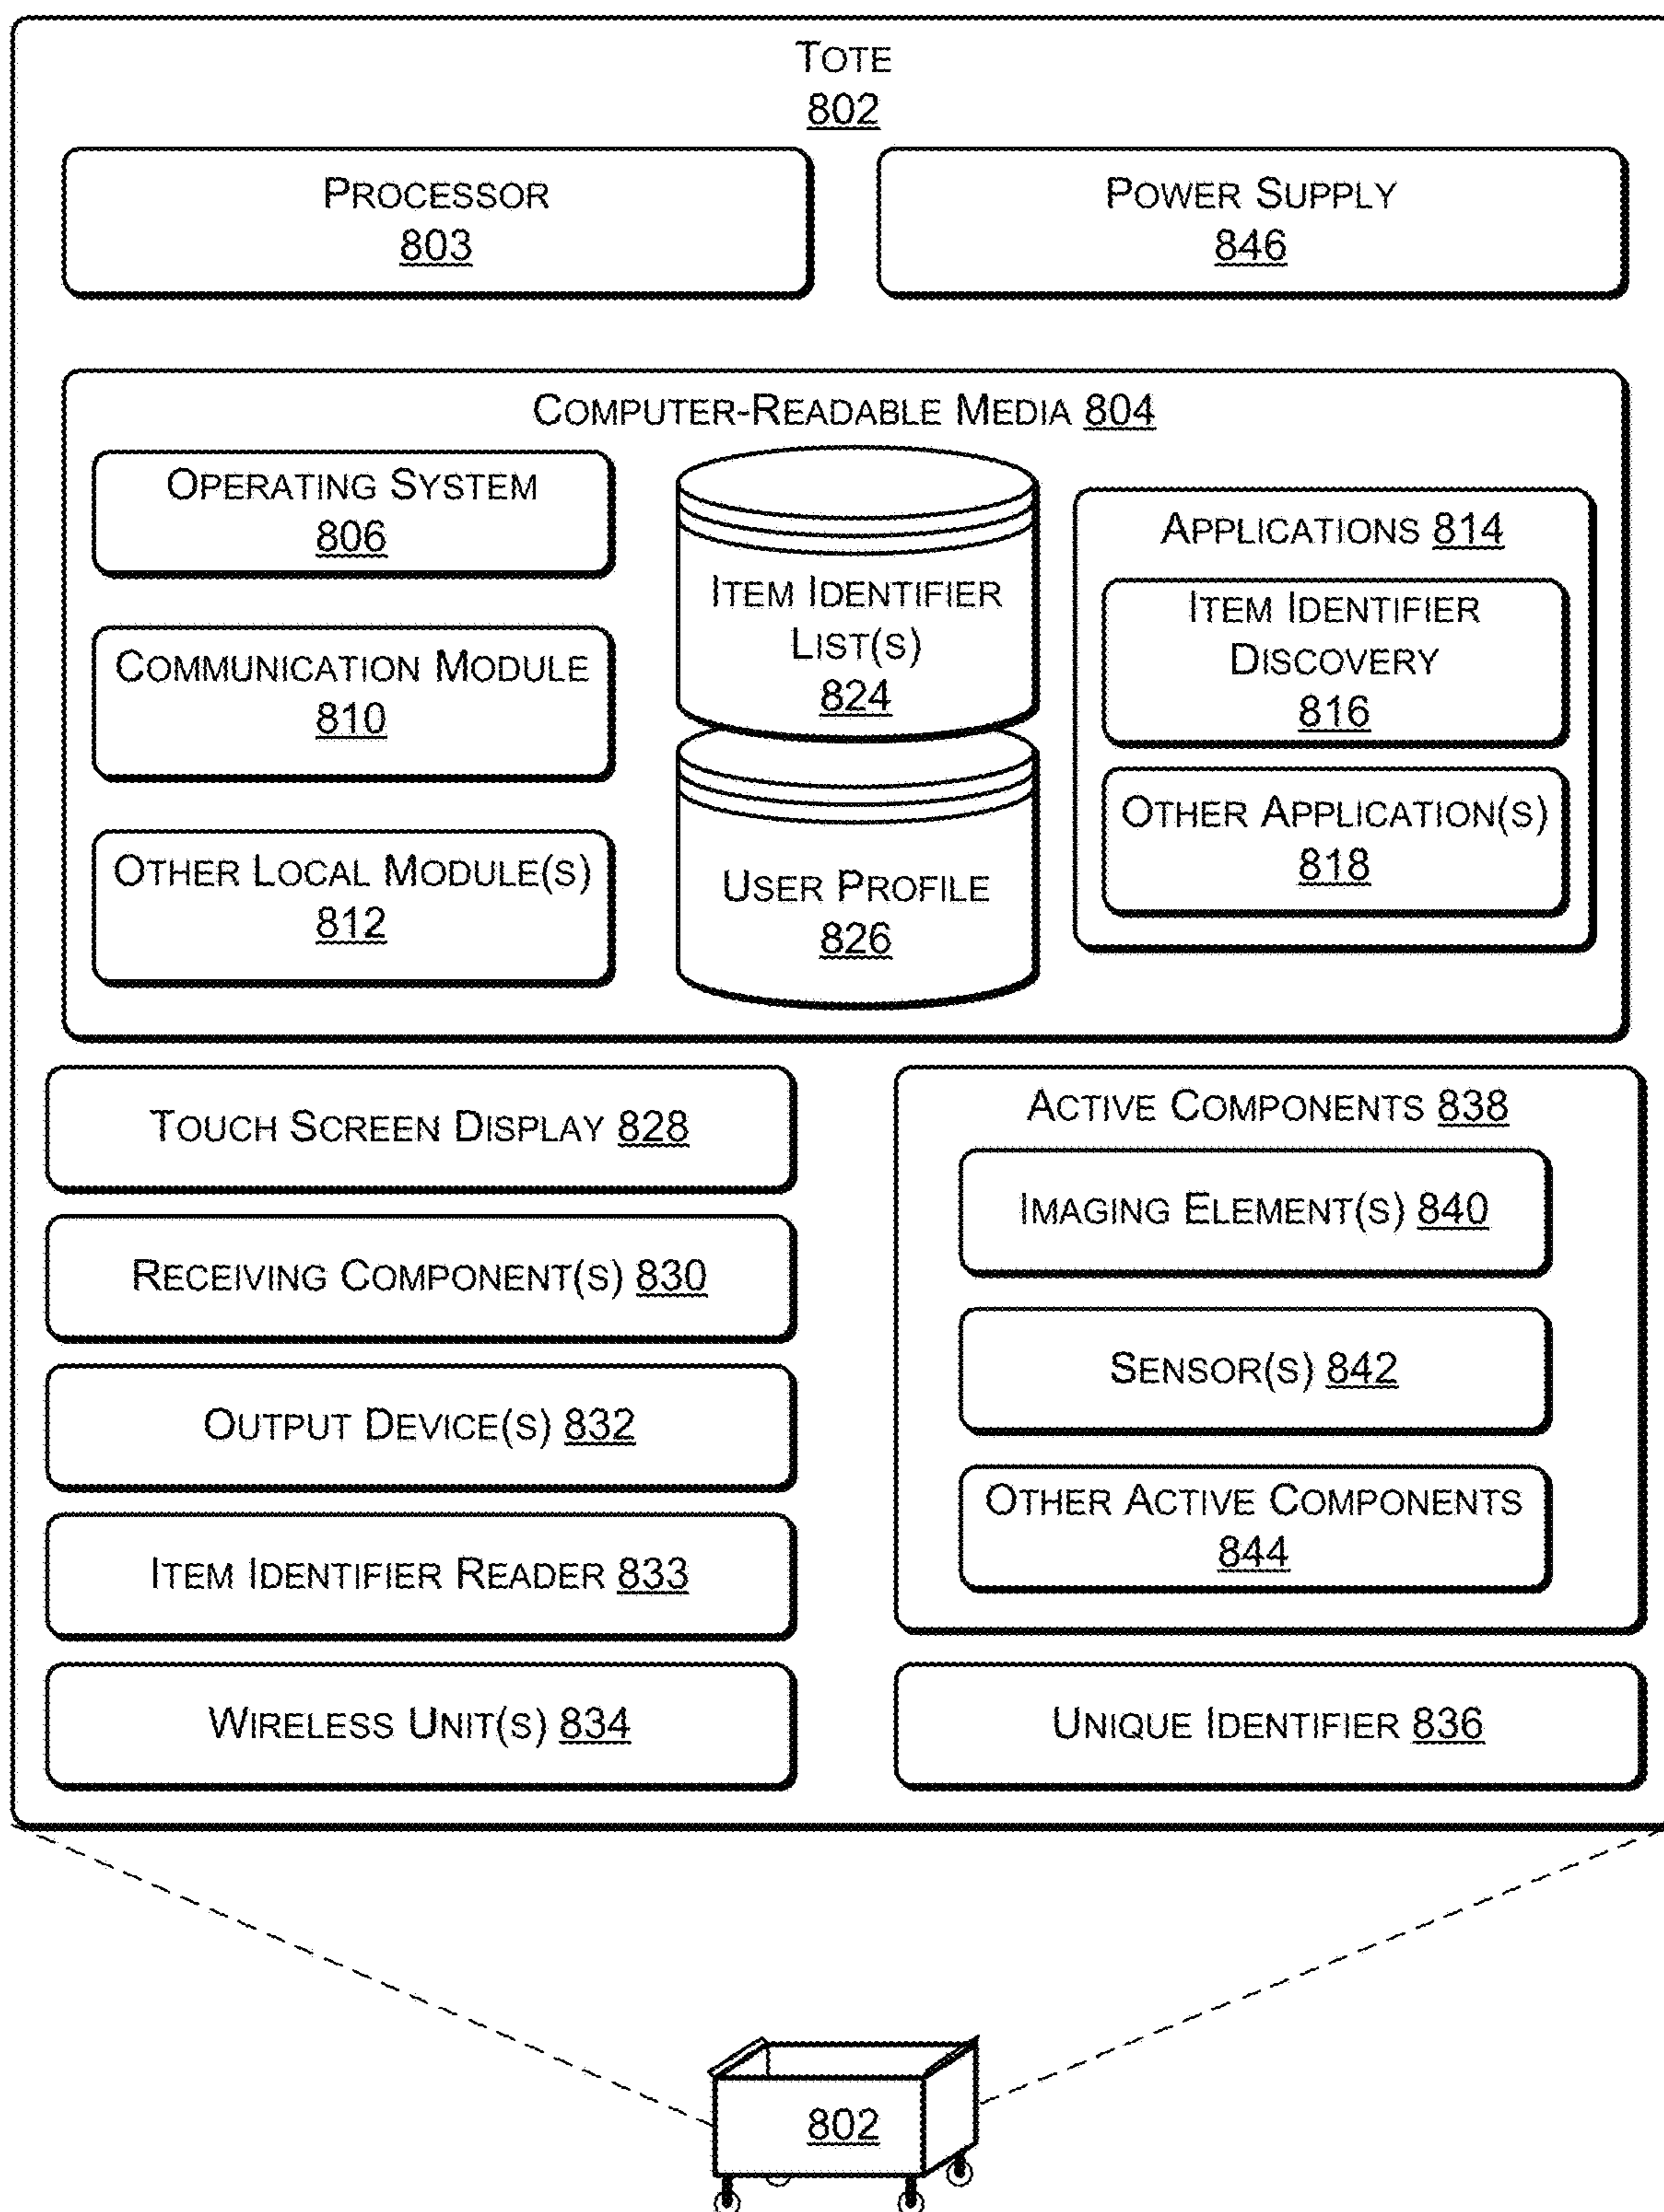 TOTE
802
PROCESSOR
803
POWER SUPPLY
846
COMPUTER-READABLE MEDIA 804
OPERATING SYSTEM
806
COMMUNICATION MODULE
810
OTHER LOCAL MODULE(S)
812
ITEM IDENTIFIER
LIST(S)
824
USER PROFILE
826
APPLICATIONS 814
ITEM IDENTIFIER
DISCOVERY
816
OTHER APPLICATION(S)
818
TOUCH SCREEN DISPLAY 828
RECEIVING COMPONENT(S) 830
OUTPUT DEVICE(S) 832
ITEM IDENTIFIER READER 833
WIRELESS UNIT(S) 834
ACTIVE COMPONENTS 838
IMAGING ELEMENT(S) 840
SENSOR(S) 842
OTHER ACTIVE COMPONENTS
844
UNIQUE IDENTIFIER 836
802